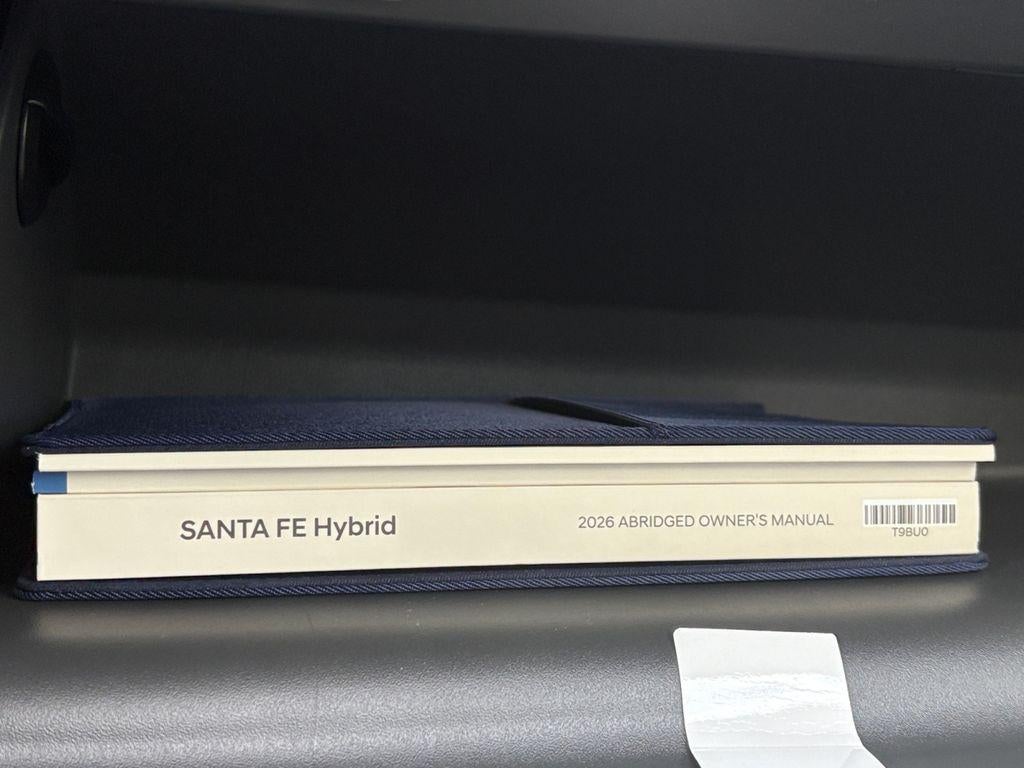 SANTA FE Hybrid
2026 ABRIDGED OWNER'S MANUAL
T9BU0